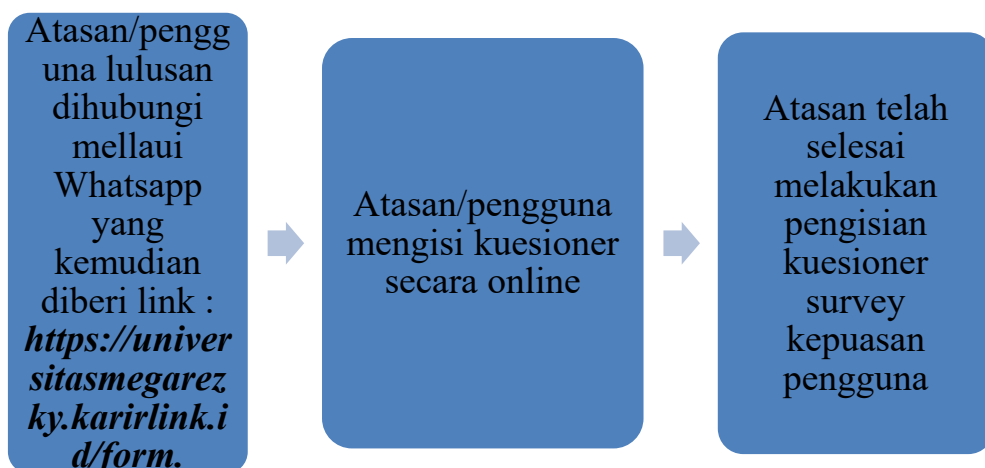 Atasan/pengg
una lulusan
dihubungi
mellaui
Whatsapp
yang
kemudian
diberi link :
https://univer
sitasmegarez
ky.karirlink.i
d/form.
Atasan/pengguna
mengisi kuesioner
secara online
Atasan telah
selesai
melakukan
pengisian
kuesioner
survey
kepuasan
pengguna